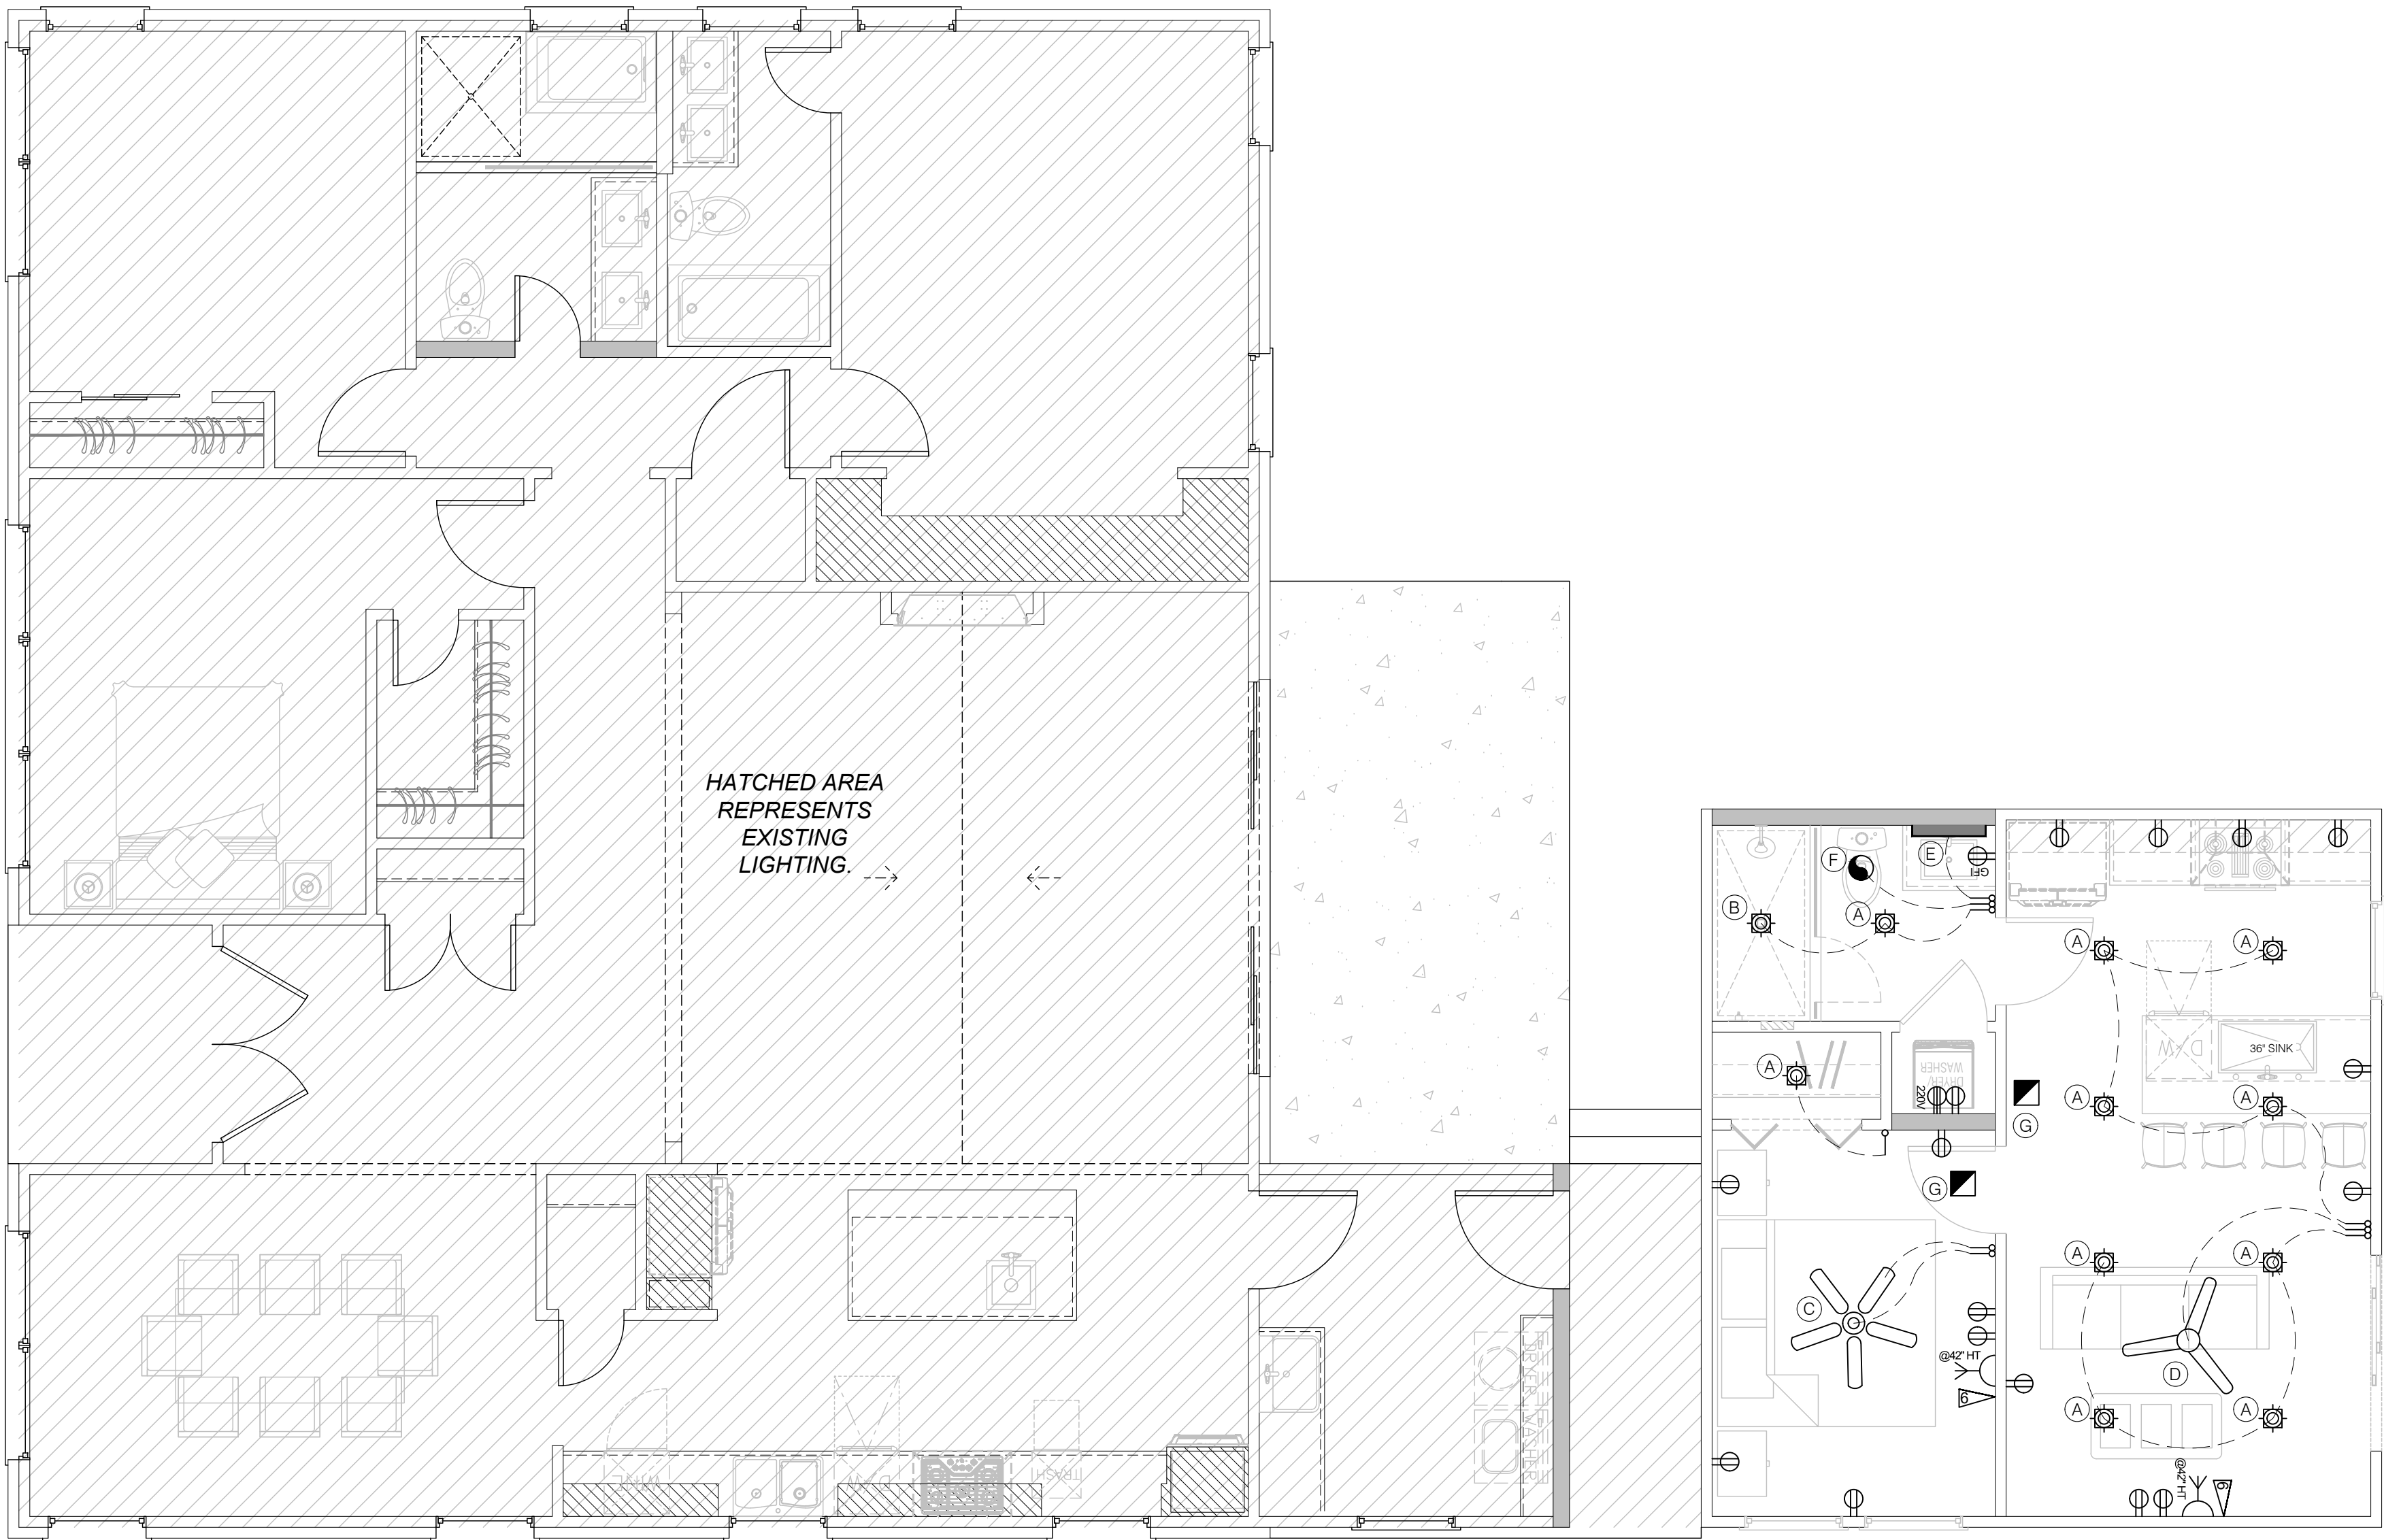 HATCHED AREA
REPRESENTS
EXISTING
LIGHTING.
F
E
GFI
B
A
A
A
36" SINK
D/W
A
DRYER/
WASHER
220V
A
A
G
G
A
A
C
@42" HT
6
D
A
A
@42" HT
6
DRYER
WASHER
D/W
TRASH